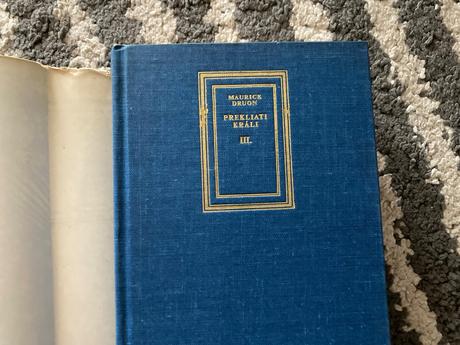 MAURICE
DRUON
PREKLIATI
KRÁLI
III.